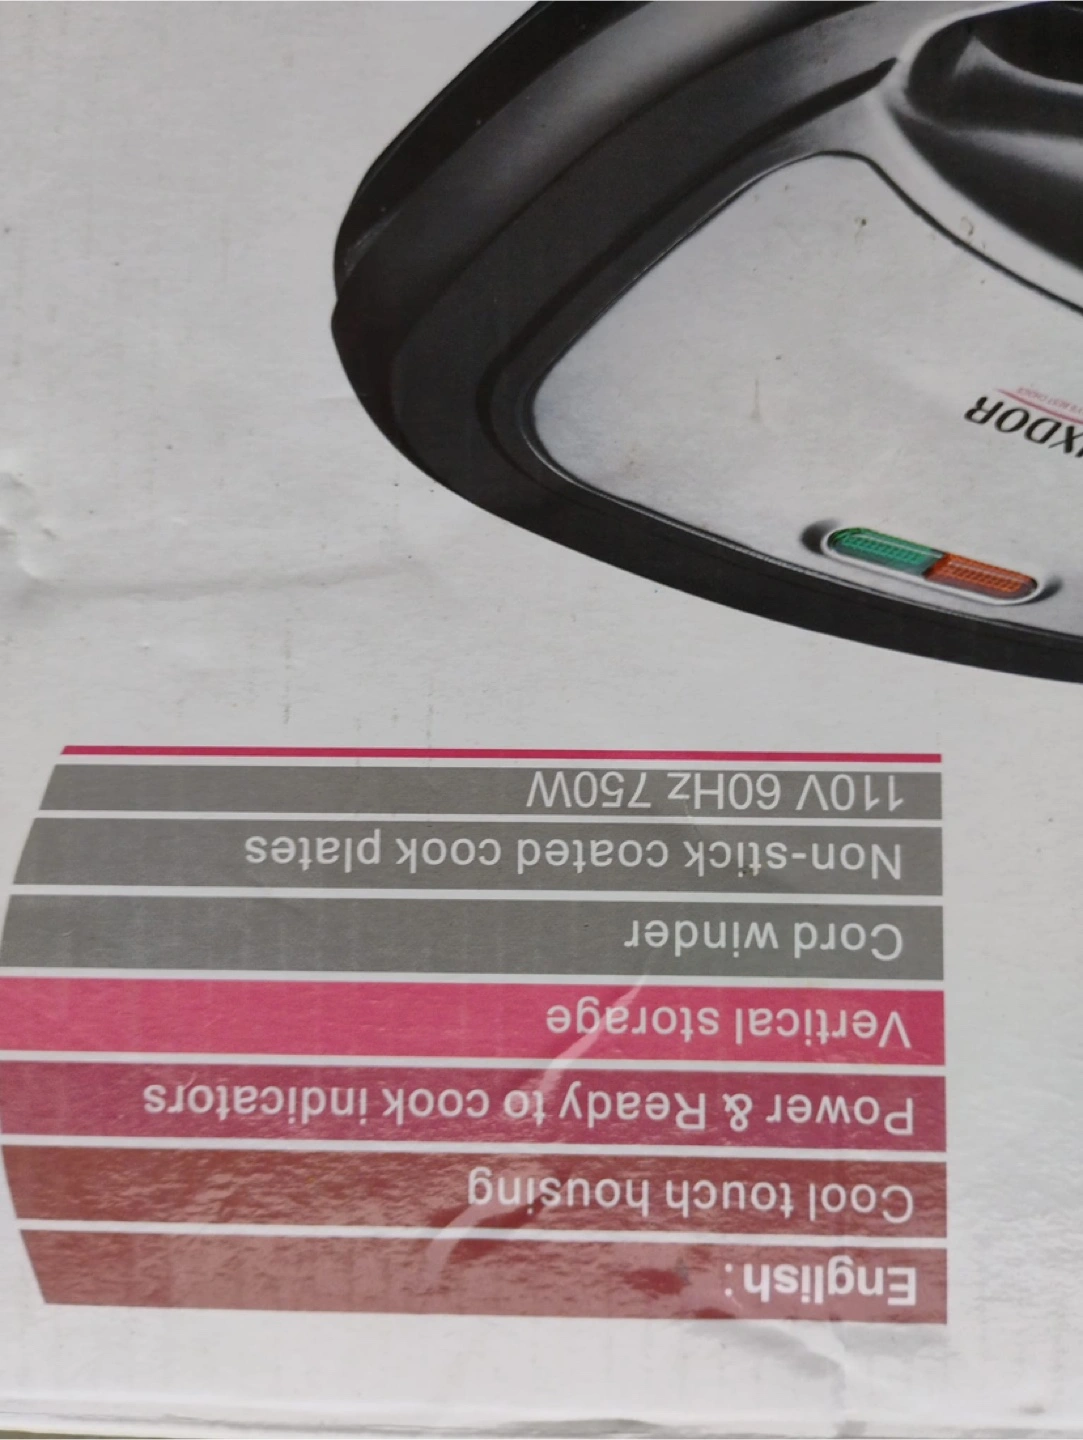 English:
Cool touch housing
Power & Ready to cook indicators
Vertical storage
Cord winder
Non-stick coated cook plates
110V 60Hz 750W
XDOR